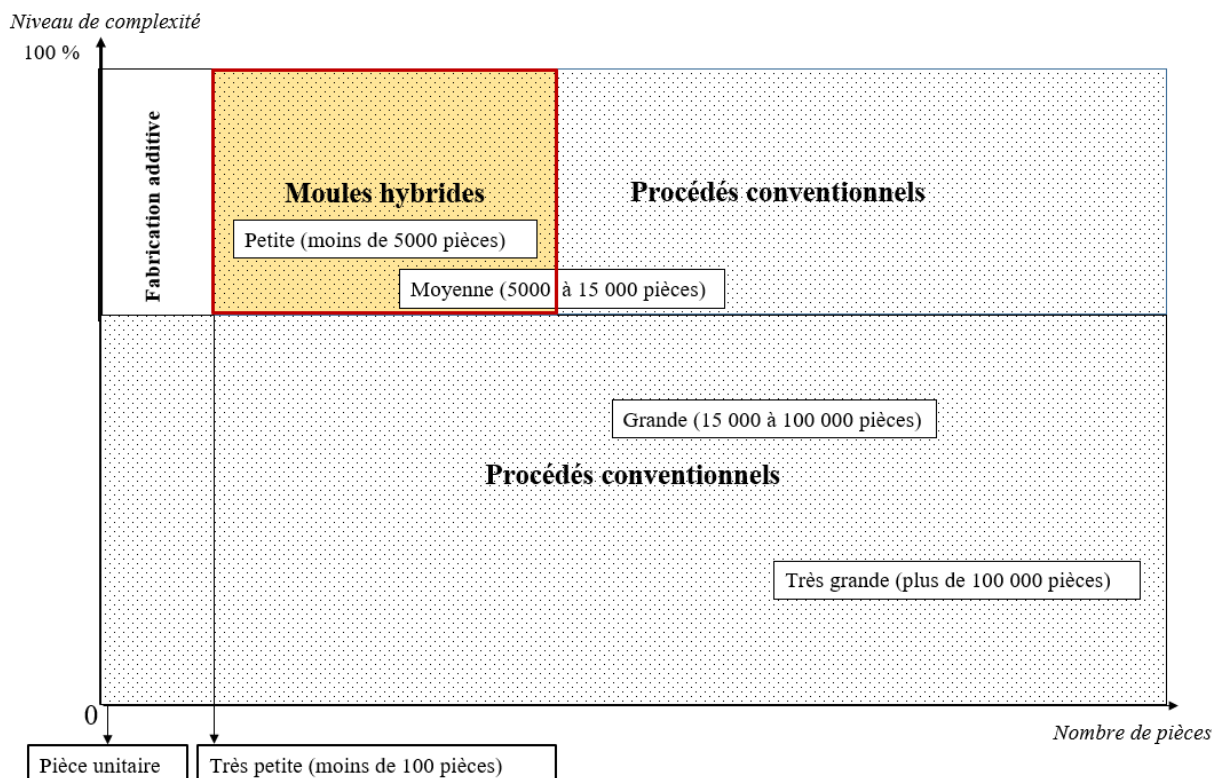 Niveau de complexité
100 %
Fabrication additive
Moules hybrides
Procédés conventionnels
Petite (moins de 5000 pièces)
Moyenne (5000 à 15 000 pièces)
Grande (15 000 à 100 000 pièces)
Procédés conventionnels
Très grande (plus de 100 000 pièces)
0
Nombre de pièces
Pièce unitaire
Très petite (moins de 100 pièces)